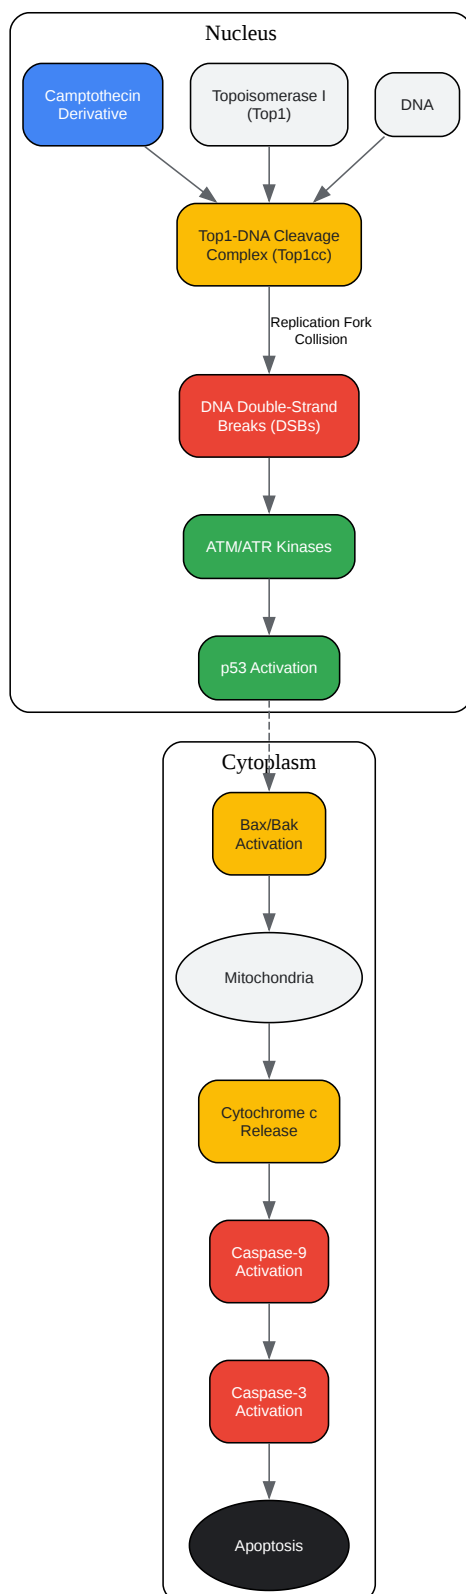 Nucleus
Camptothecin
Derivative
Topoisomerase I
(Top1)
DNA
Top1-DNA Cleavage
Complex (Top1cc)
Replication Fork
Collision
DNA Double-Strand
Breaks (DSBs)
ATM/ATR Kinases
p53 Activation
Cytoplasm
Bax/Bak
Activation
Mitochondria
Cytochrome c
Release
Caspase-9
Activation
Caspase-3
Activation
Apoptosis